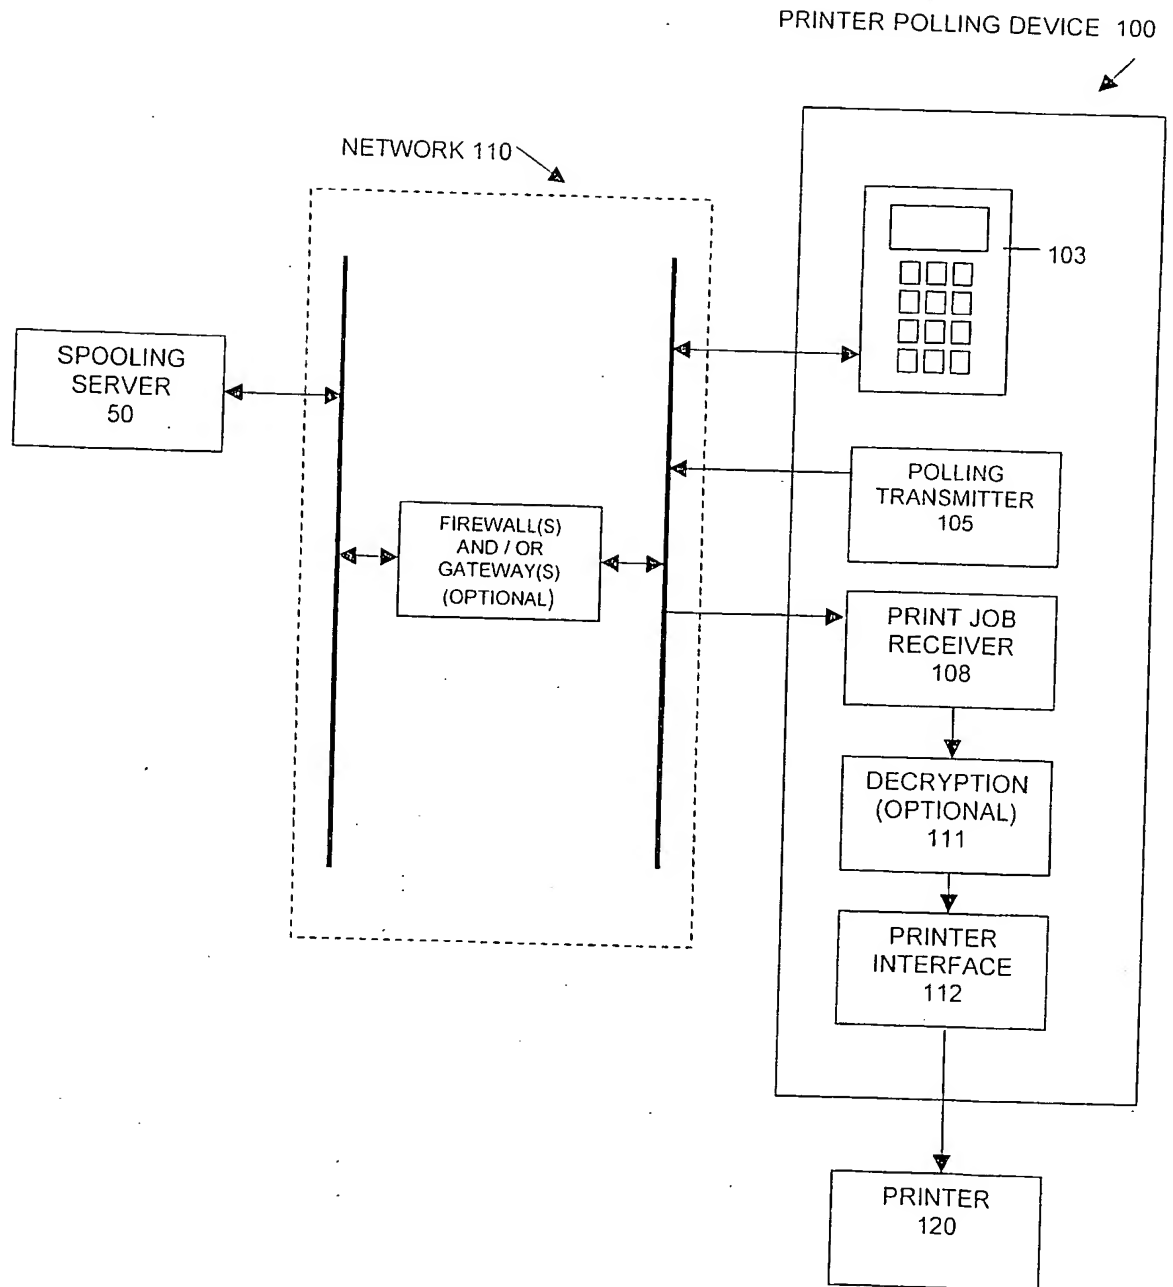 PRINTER POLLING DEVICE 100
NETWORK 110
103
SPOOLING
SERVER
50
POLLING
TRANSMITTER
105
FIREWALL(S)
AND / OR
GATEWAY(S)
(OPTIONAL)
PRINT JOB
RECEIVER
108
DECRYPTION
(OPTIONAL)
111
PRINTER
INTERFACE
112
PRINTER
120